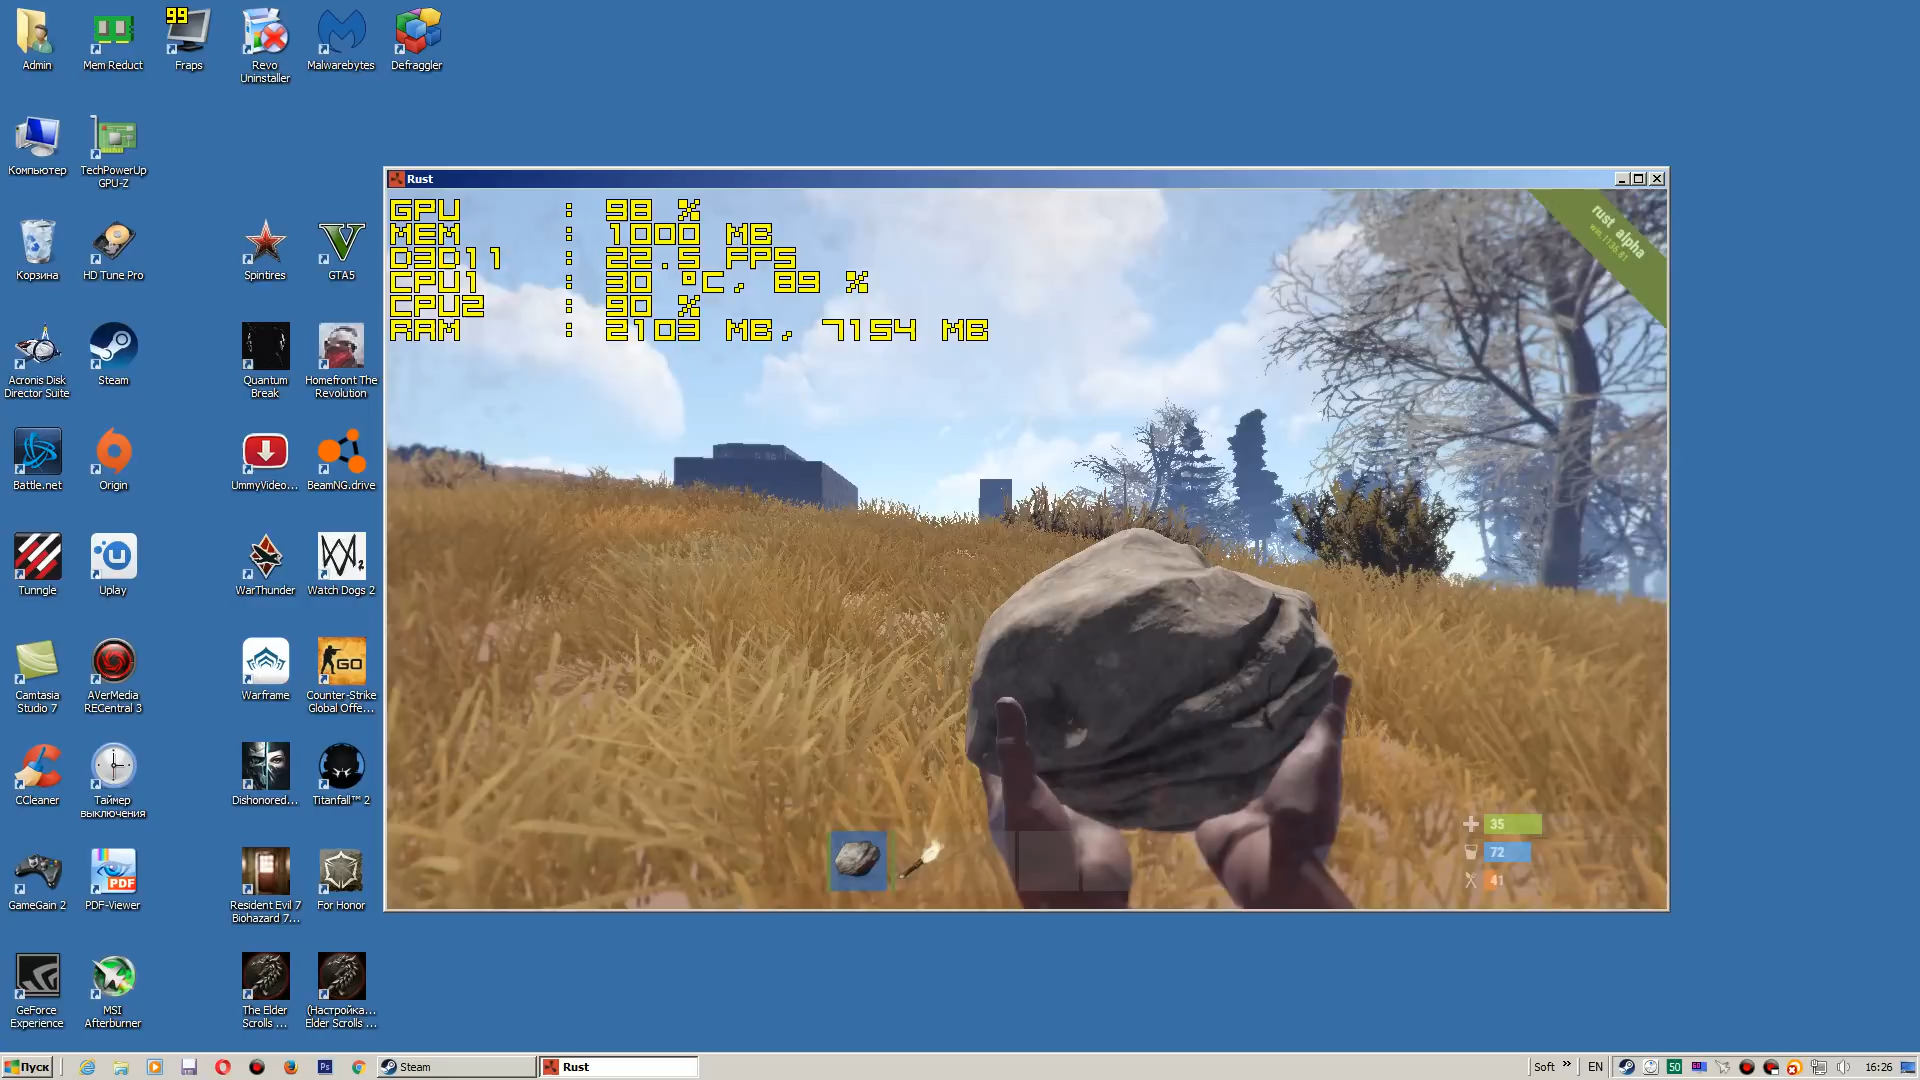 99
Admin
Mem Reduct
Fraps
Revo
Uninstaller
Malwarebytes
Defraggler
Компьютер
TechPowerUp
GPU-Z
Корзина
HD Tune Pro
Spintires
GTA5
Acronis Disk
Director Suite
Steam
Quantum
Break
Homefront The
Revolution
Battle.net
Origin
UmmyVideo...
BeamNG.drive
Tunngle
Uplay
WarThunder
Watch Dogs 2
Camtasia
Studio 7
AVerMedia
RECentral 3
Warframe
GO
Counter-Strike
Global Offe...
CCleaner
Таймер
выключения
Dishonored...
Titanfall™ 2
GameGain 2
PDF
PDF-Viewer
Resident Evil 7
Biohazard 7...
For Honor
GeForce
Experience
MSI
Afterburner
The Elder
Scrolls ...
(Настройка...
Elder Scrolls ...
Rust
GPU : 98 %
MEM : 1000 MB
D3D11 : 22.5 FPS
CPU1 : 30 °C, 89 %
CPU2 : 90 %
RAM : 2103 MB, 7154 MB
rust alpha
35
72
41
Пуск
Ps
Steam
Rust
Soft »
EN
50
16:26